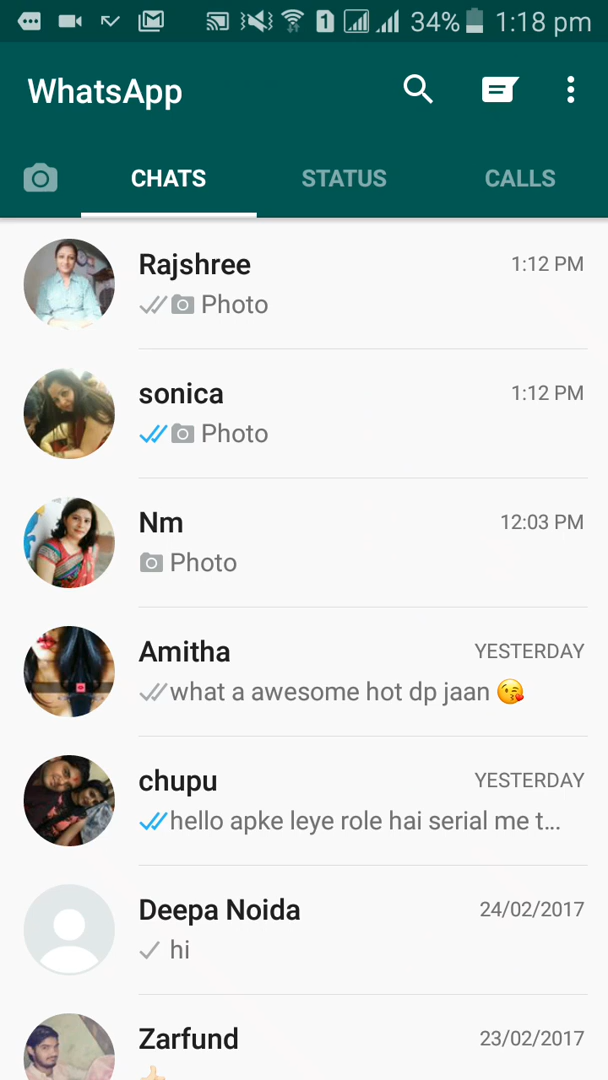 34% 1:18 pm
WhatsApp
CHATS STATUS CALLS
Rajshree 1:12 PM
Photo
sonica 1:12 PM
Photo
Nm 12:03 PM
Photo
Amitha YESTERDAY
what a awesome hot dp jaan 😘
chupu YESTERDAY
hello apke leye role hai serial me t...
Deepa Noida 24/02/2017
hi
Zarfund 23/02/2017